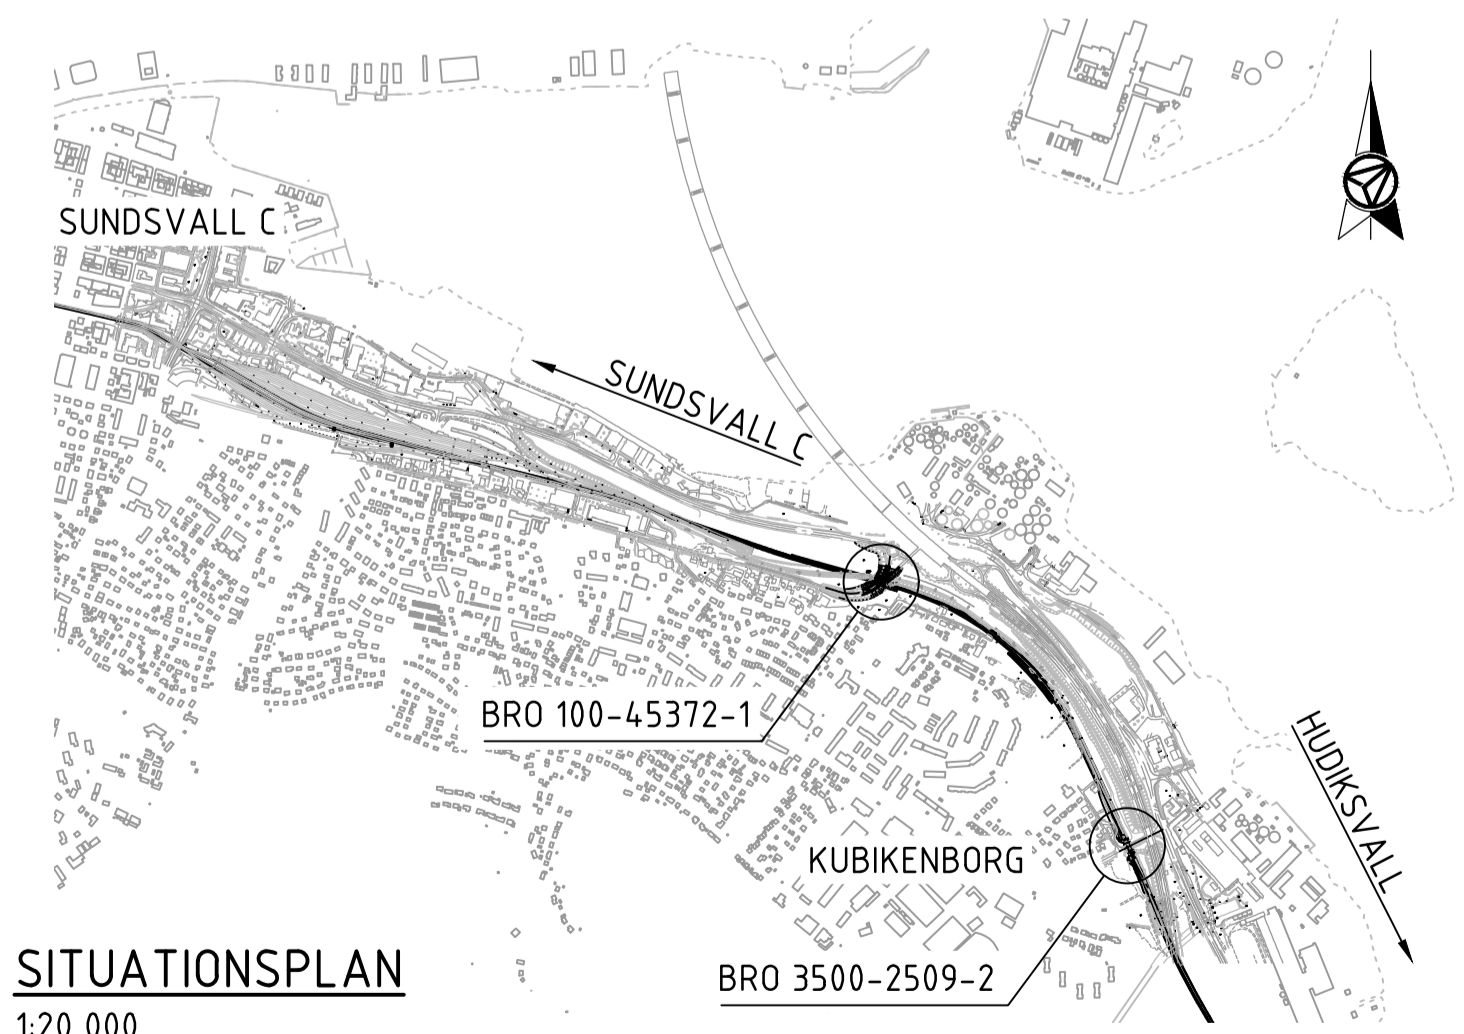 SUNDSVALL C
SUNDSVALL C
BRO 100-45372-1
HUDIKSVALL
KUBIKENBORG
BRO 3500-2509-2
SITUATIONSPLAN
1:20 000